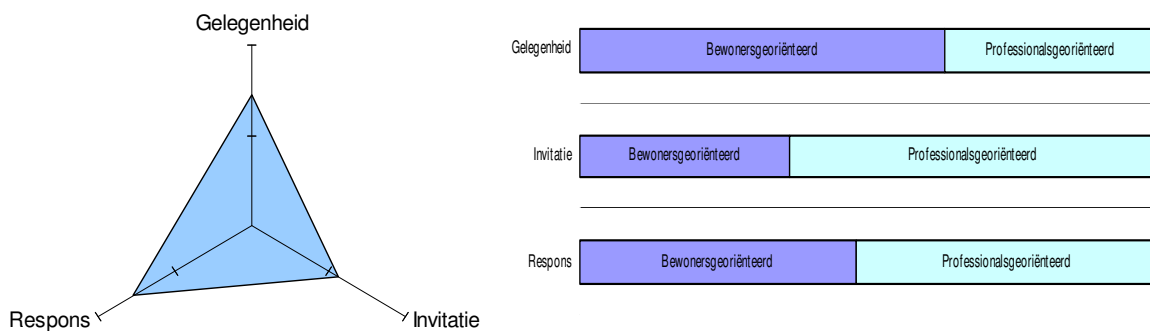 Gelegenheid
Respons
Invitatie
Gelegenheid
Bewonersgeoriënteerd
Professionalsgeoriënteerd
Invitatie
Bewonersgeoriënteerd
Professionalsgeoriënteerd
Respons
Bewonersgeoriënteerd
Professionalsgeoriënteerd